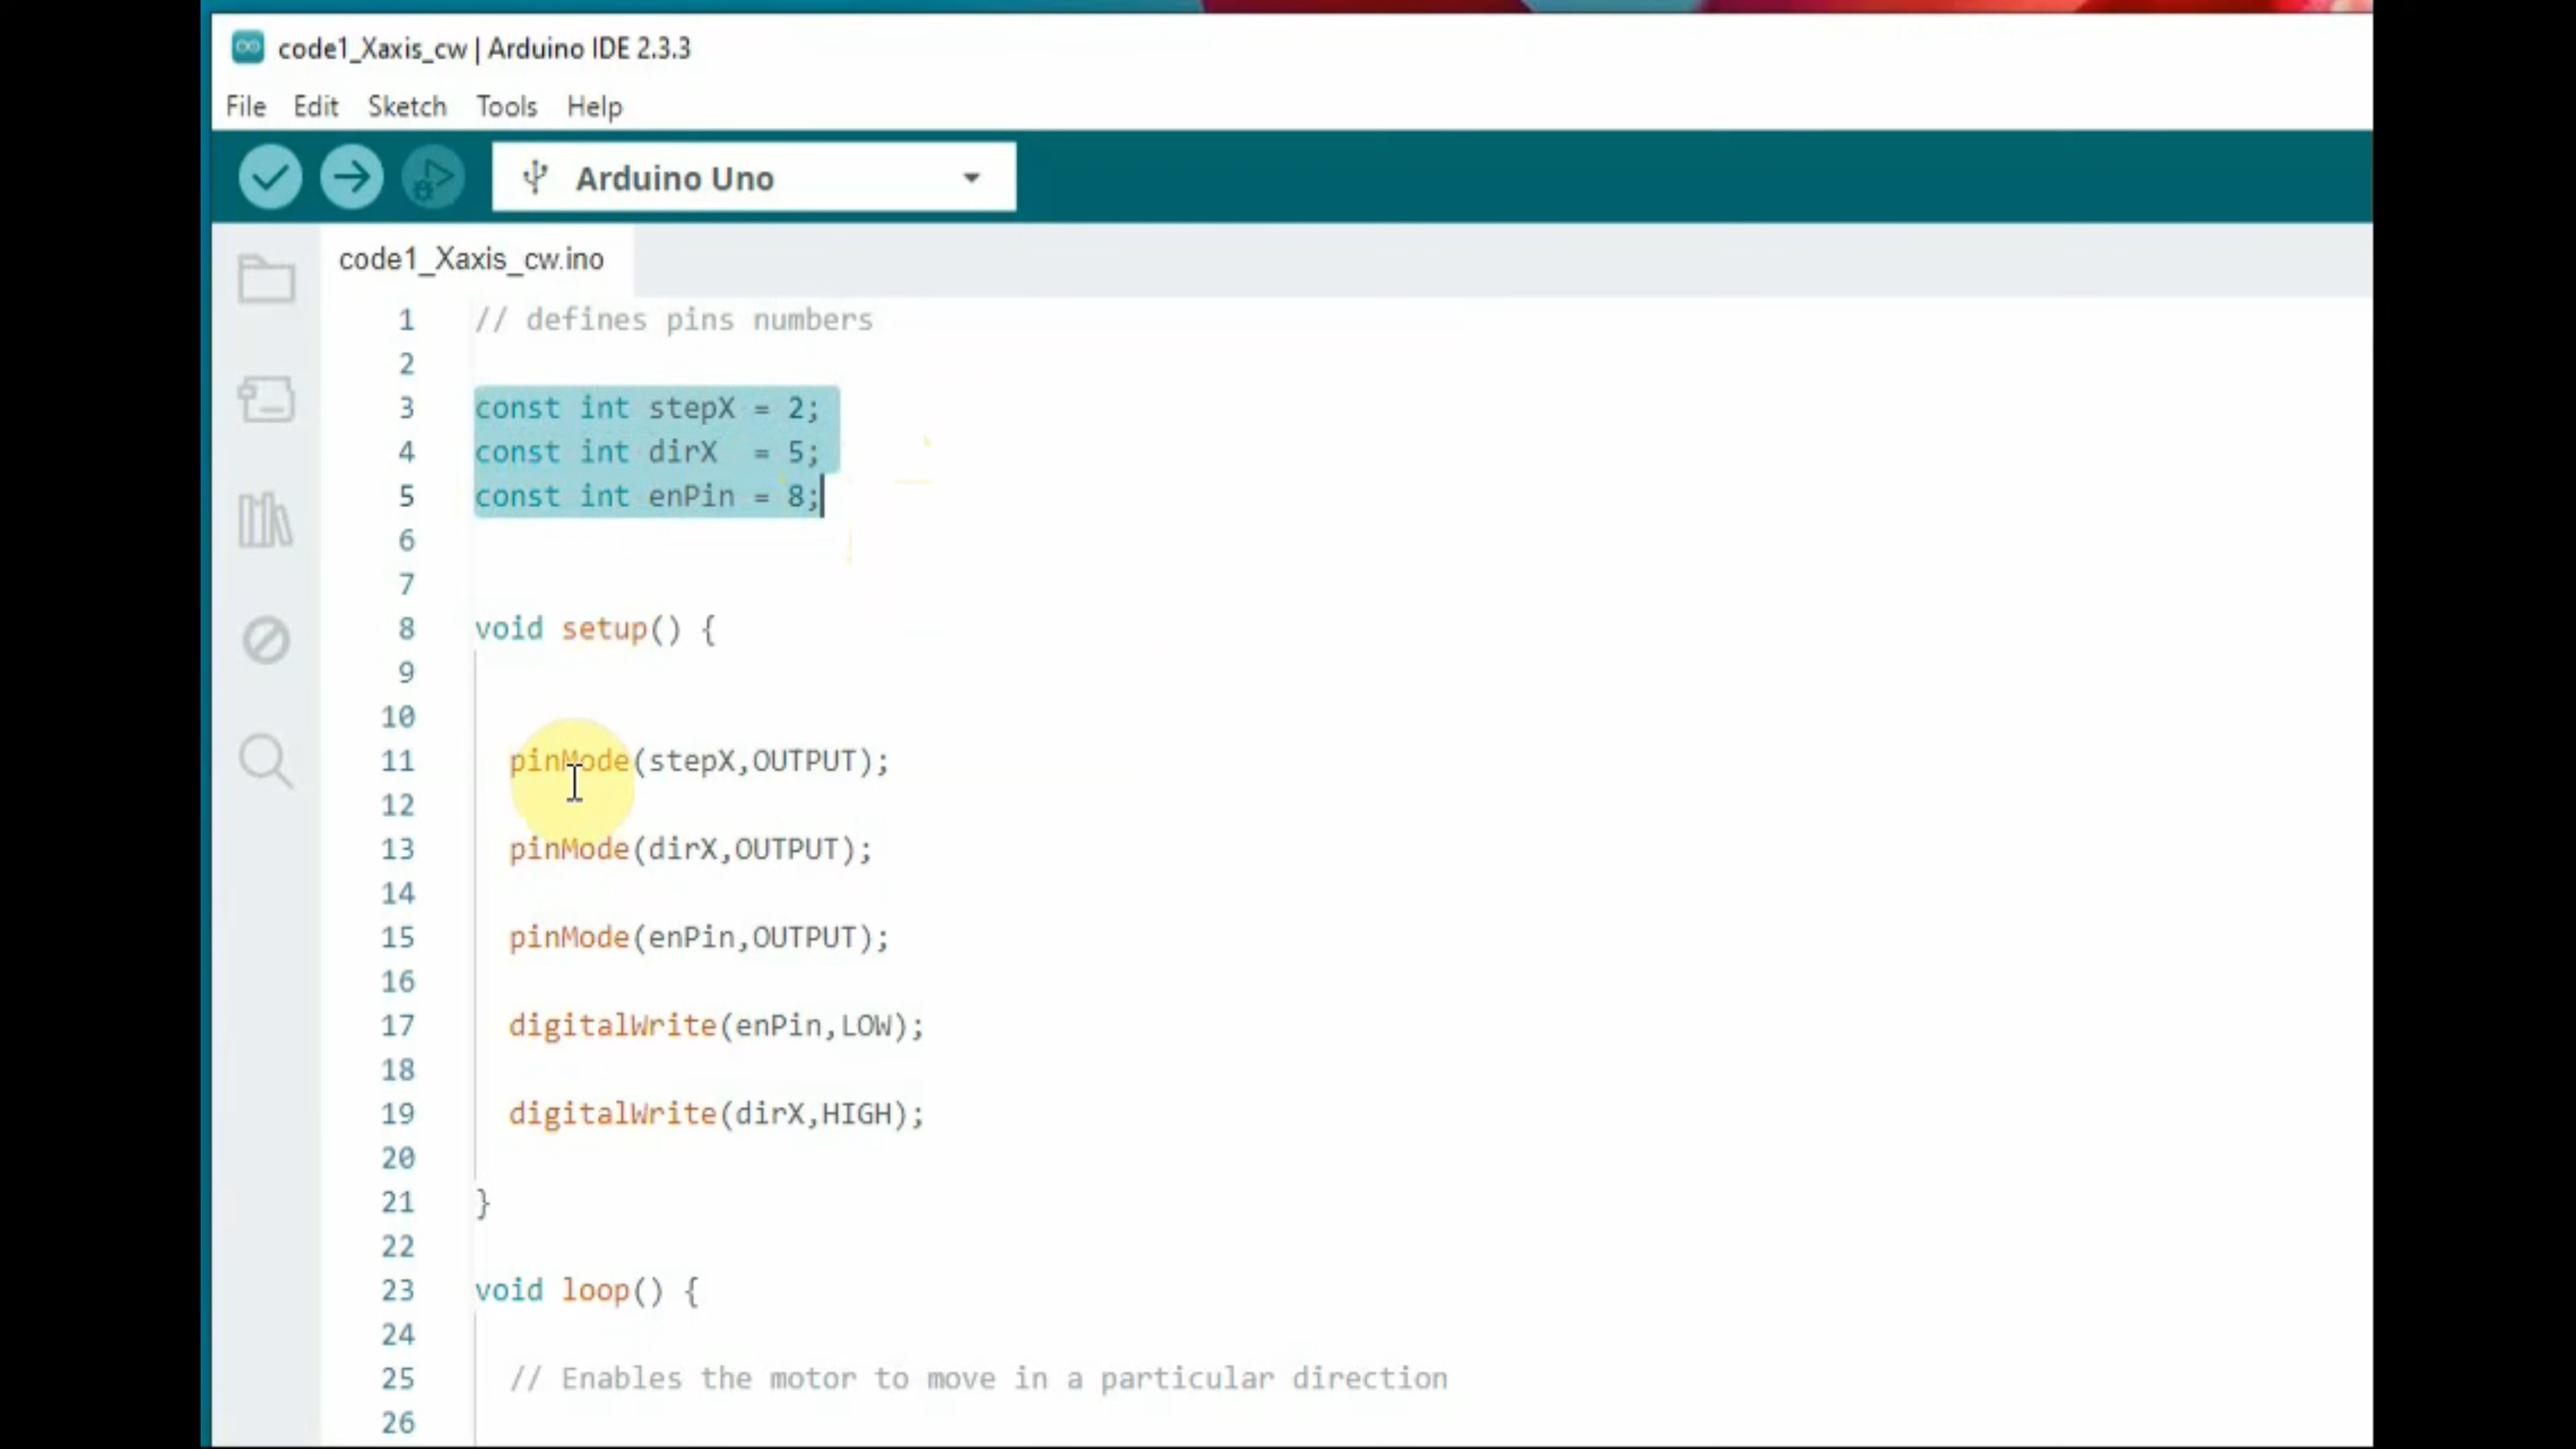 code1_Xaxis_cw | Arduino IDE 2.3.3
File Edit Sketch Tools Help
Arduino Uno
code1_Xaxis_cw.ino
1 // defines pins numbers
2
3 const int stepX = 2;
4 const int dirX  = 5;
5 const int enPin = 8;
6
7
8 void setup() {
9
10
11 pinMode(stepX,OUTPUT);
12
13 pinMode(dirX,OUTPUT);
14
15 pinMode(enPin,OUTPUT);
16
17 digitalWrite(enPin,LOW);
18
19 digitalWrite(dirX,HIGH);
20
21 }
22
23 void loop() {
24
25 // Enables the motor to move in a particular direction
26